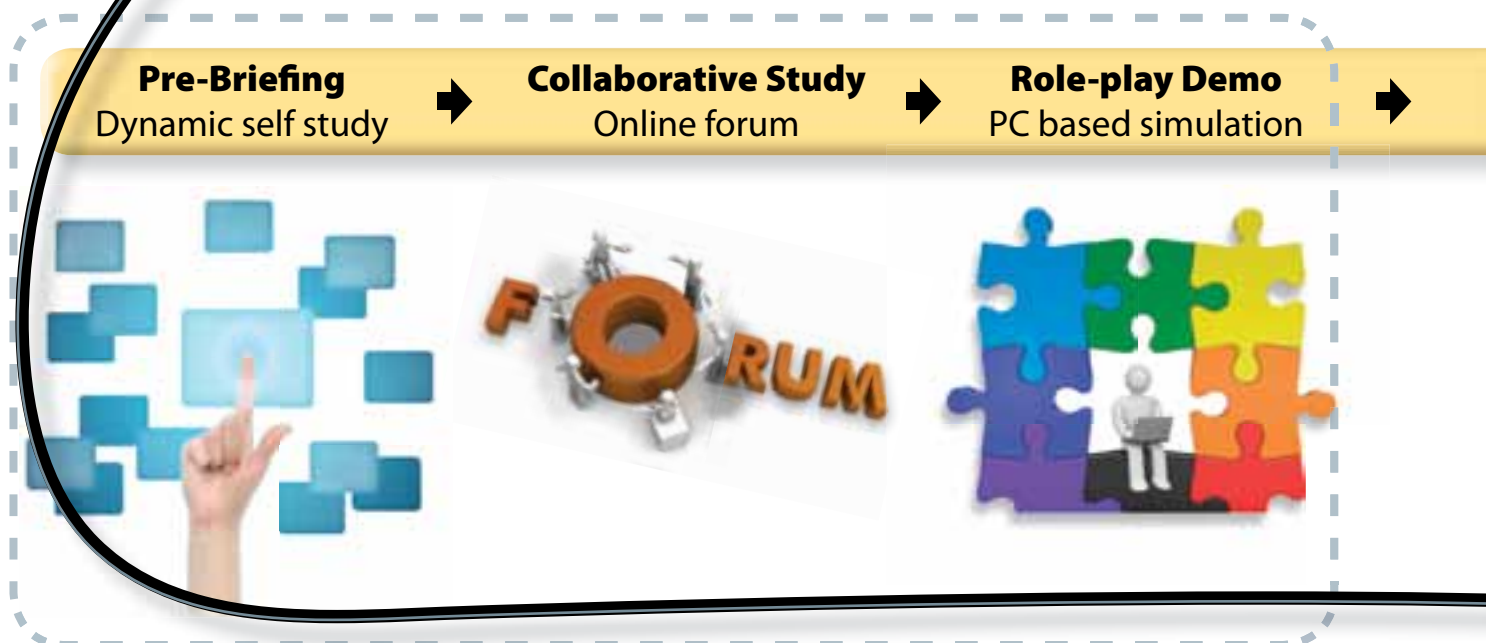 Pre-Briefing
Dynamic self study
Collaborative Study
Online forum
Role-play Demo
PC based simulation
FORUM